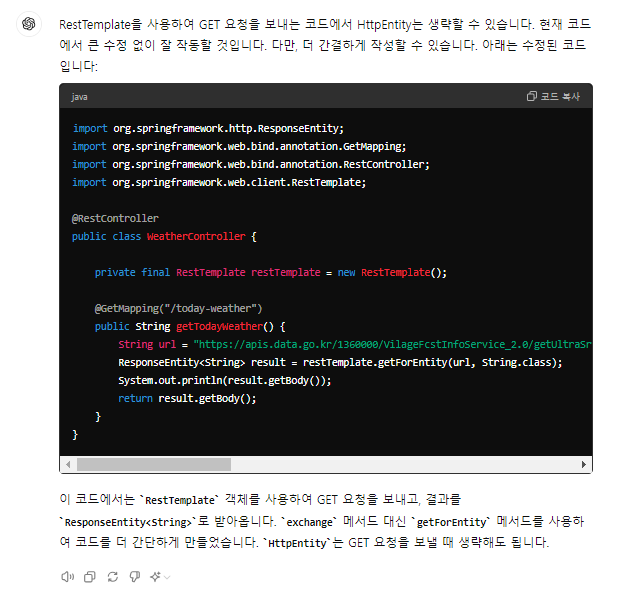 RestTemplate을 사용하여 GET 요청을 보내는 코드에서 HttpEntity는 생략할 수 있습니다. 현재 코드
에서 큰 수정 없이 잘 작동할 것입니다. 다만, 더 간결하게 작성할 수 있습니다. 아래는 수정된 코드
입니다:
java 코드 복사
import org.springframework.http.ResponseEntity;
import org.springframework.web.bind.annotation.GetMapping;
import org.springframework.web.bind.annotation.RestController;
import org.springframework.web.client.RestTemplate;
@RestController
public class WeatherController {
private final RestTemplate restTemplate = new RestTemplate();
@GetMapping("/today-weather")
public String getTodayWeather() {
String url = "https://apis.data.go.kr/1360000/VilageFcstInfoService_2.0/getUltraSr
ResponseEntity<String> result = restTemplate.getForEntity(url, String.class);
System.out.println(result.getBody());
return result.getBody();
}
}
이 코드에서는 `RestTemplate` 객체를 사용하여 GET 요청을 보내고, 결과를
`ResponseEntity<String>`로 받아옵니다. `exchange` 메서드 대신 `getForEntity` 메서드를 사용하
여 코드를 더 간단하게 만들었습니다. `HttpEntity`는 GET 요청을 보낼 때 생략해도 됩니다.